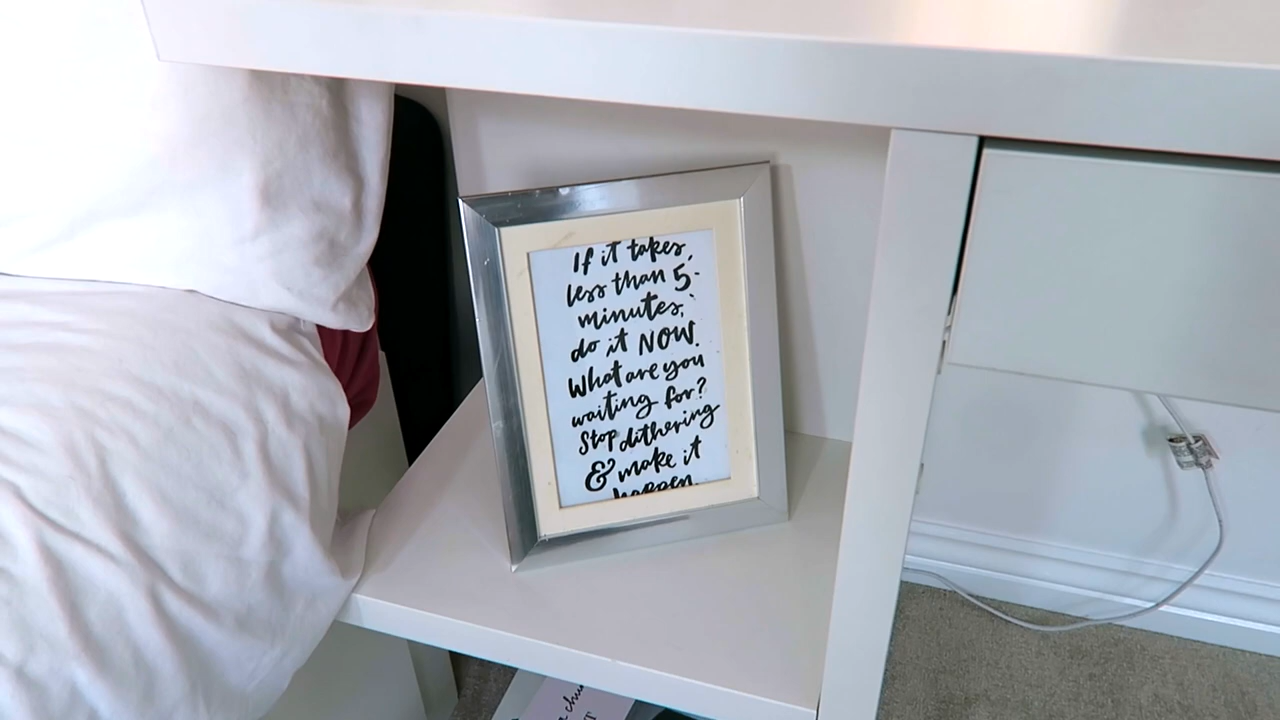 If it takes
less than 5
minutes,
do it NOW.
What are you
waiting for?
Stop dithering
& make it
happen